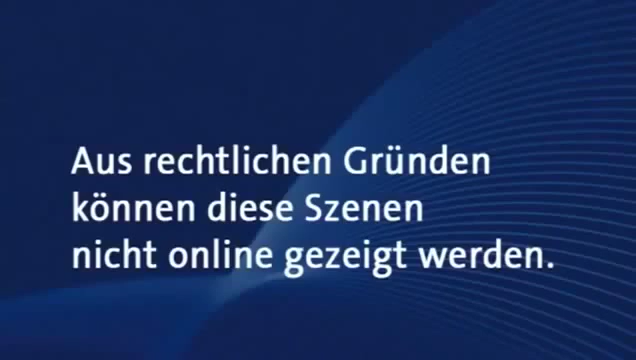 Aus rechtlichen Gründen
können diese Szenen
nicht online gezeigt werden.